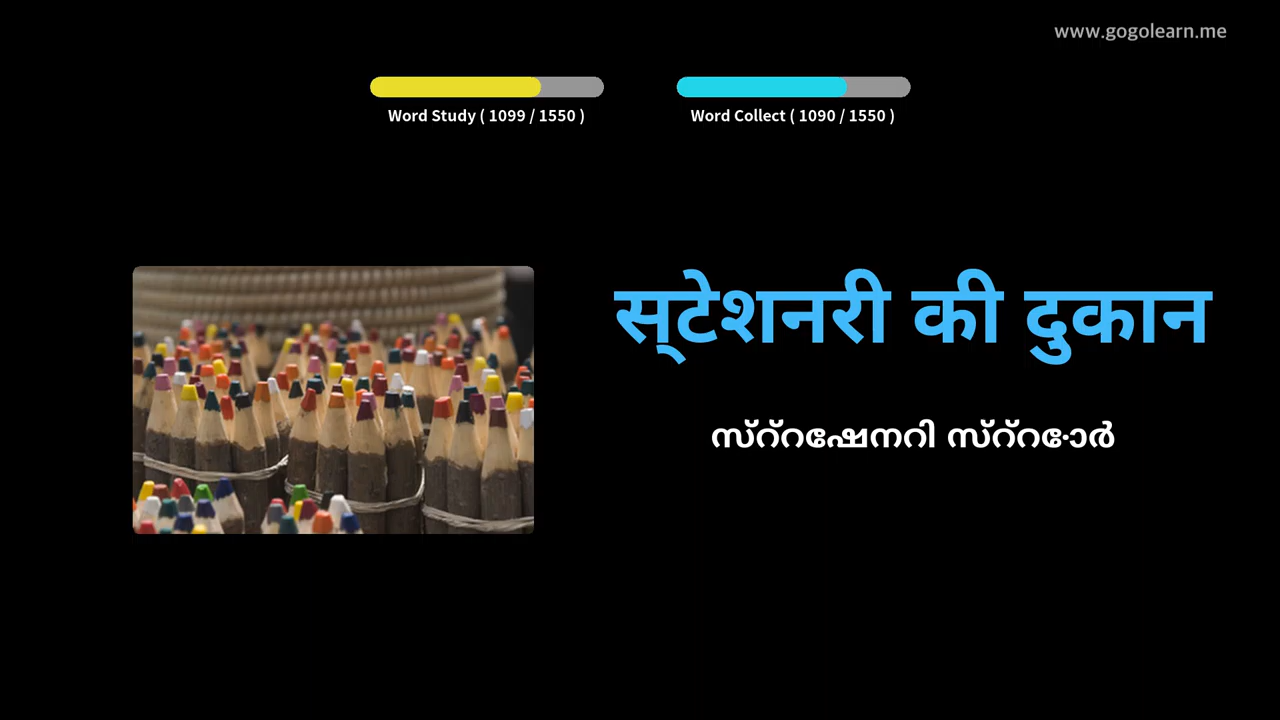 www.gogolearn.me
Word Study ( 1099 / 1550 )
Word Collect ( 1090 / 1550 )
स्टेशनरी की दुकान
സ്റ്റേഷനറി സ്റ്റോർ